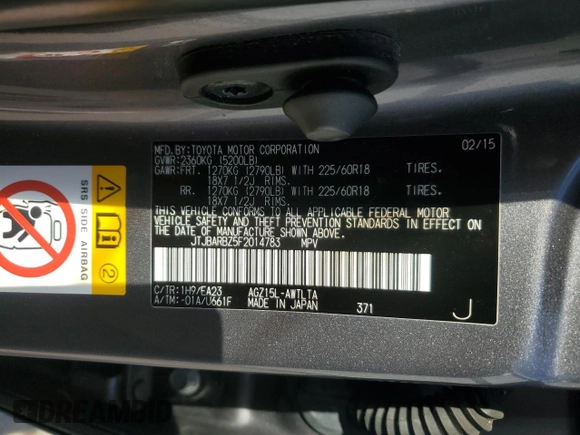 MFD.BY:TOYOTA MOTOR CORPORATION 02/15
GVWR:2360KG (5200LB)
GAWR:FRT. 1270KG (2790LB) WITH 225/60R18 TIRES.
18X7 1/2J RIMS.
RR. 1270KG (2790LB) WITH 225/60R18 TIRES.
18X7 1/2J RIMS.
THIS VEHICLE CONFORMS TO ALL APPLICABLE FEDERAL MOTOR
VEHICLE SAFETY AND THEFT PREVENTION STANDARDS IN EFFECT ON
THE DATE OF MANUFACTURE SHOWN ABOVE.
JTJBARBZ5F2014783 MPV
C/TR:1H9/EA23 AGZ15L-AWTLTA
A/TM:-01A/U661F MADE IN JAPAN 371 J
SRS SIDE AIRBAG
2
DREAMBID